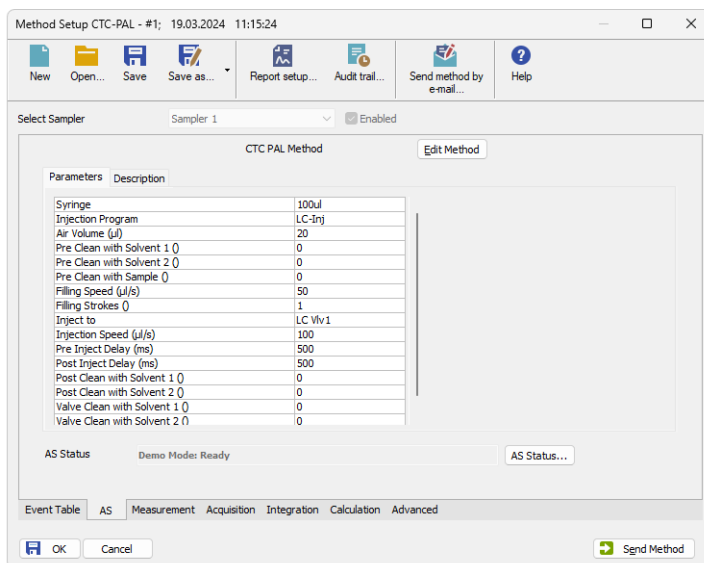 Method Setup CTC-PAL - #1; 19.03.2024 11:15:24
New Open... Save Save as... Report setup... Audit trail... Send method by e-mail... Help
Select Sampler Sampler 1 Enabled
CTC PAL Method Edit Method
Parameters Description
Syringe 100ul
Injection Program LC-Inj
Air Volume (µl) 20
Pre Clean with Solvent 1 () 0
Pre Clean with Solvent 2 () 0
Pre Clean with Sample () 0
Filling Speed (µl/s) 50
Filling Strokes () 1
Inject to LC Vlv1
Injection Speed (µl/s) 100
Pre Inject Delay (ms) 500
Post Inject Delay (ms) 500
Post Clean with Solvent 1 () 0
Post Clean with Solvent 2 () 0
Valve Clean with Solvent 1 () 0
Valve Clean with Solvent 2 () 0
AS Status Demo Mode: Ready AS Status...
Event Table AS Measurement Acquisition Integration Calculation Advanced
OK Cancel Send Method